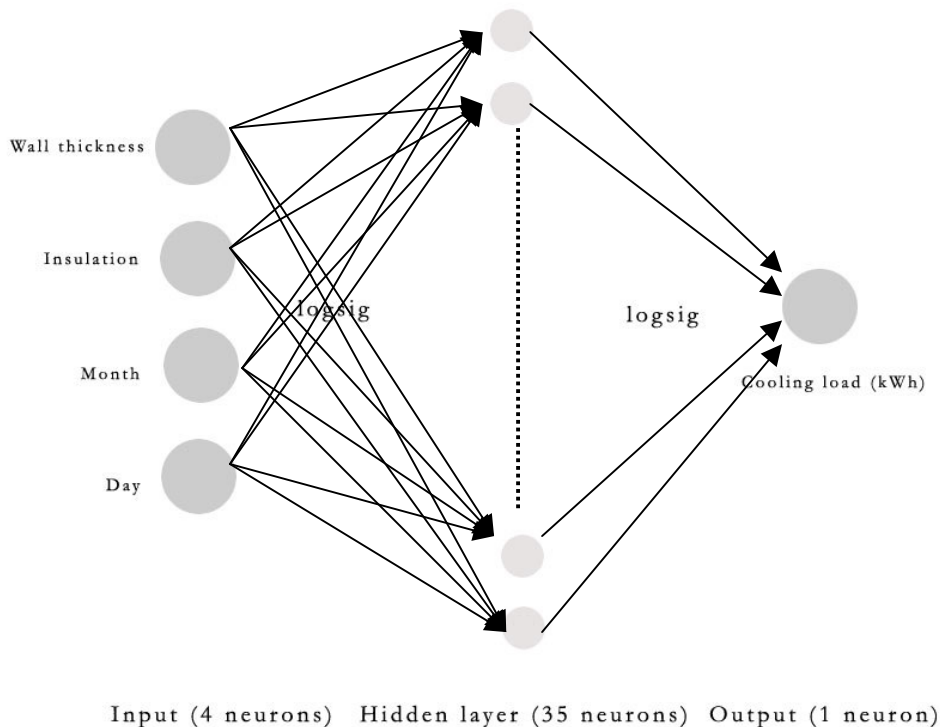 Wall thickness
Insulation
logsig
logsig
Month
Cooling load (kWh)
Day
Input (4 neurons)
Hidden layer (35 neurons)
Output (1 neuron)